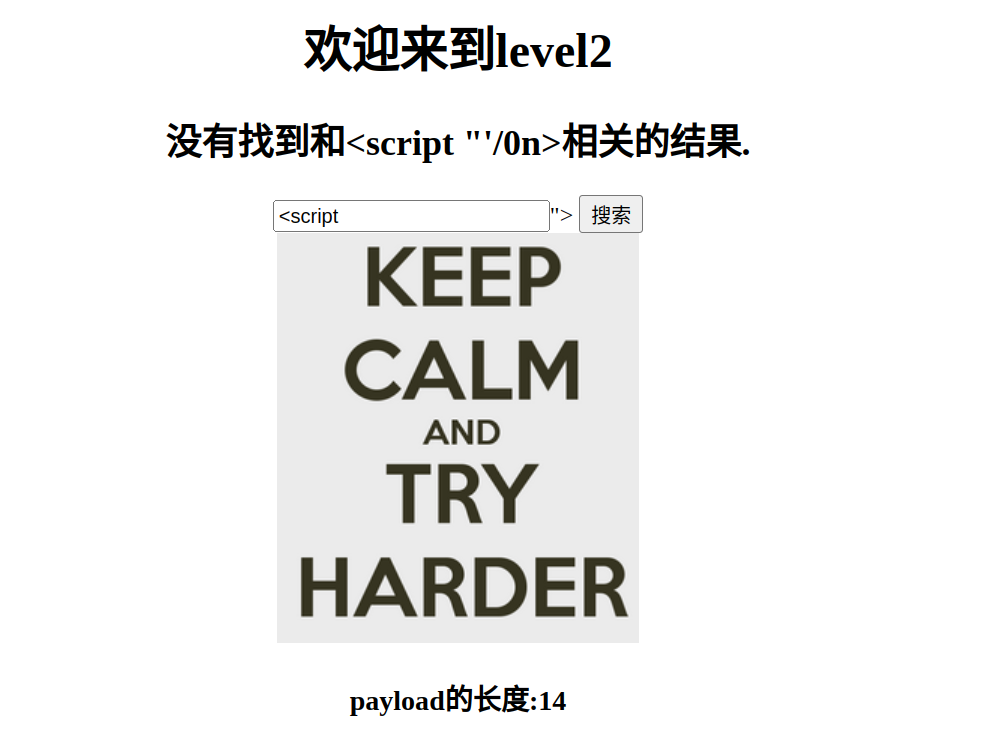 欢迎来到level2
没有找到和<script "'/0n>相关的结果.
<script "> 搜索
KEEP
CALM
AND
TRY
HARDER
payload的长度:14